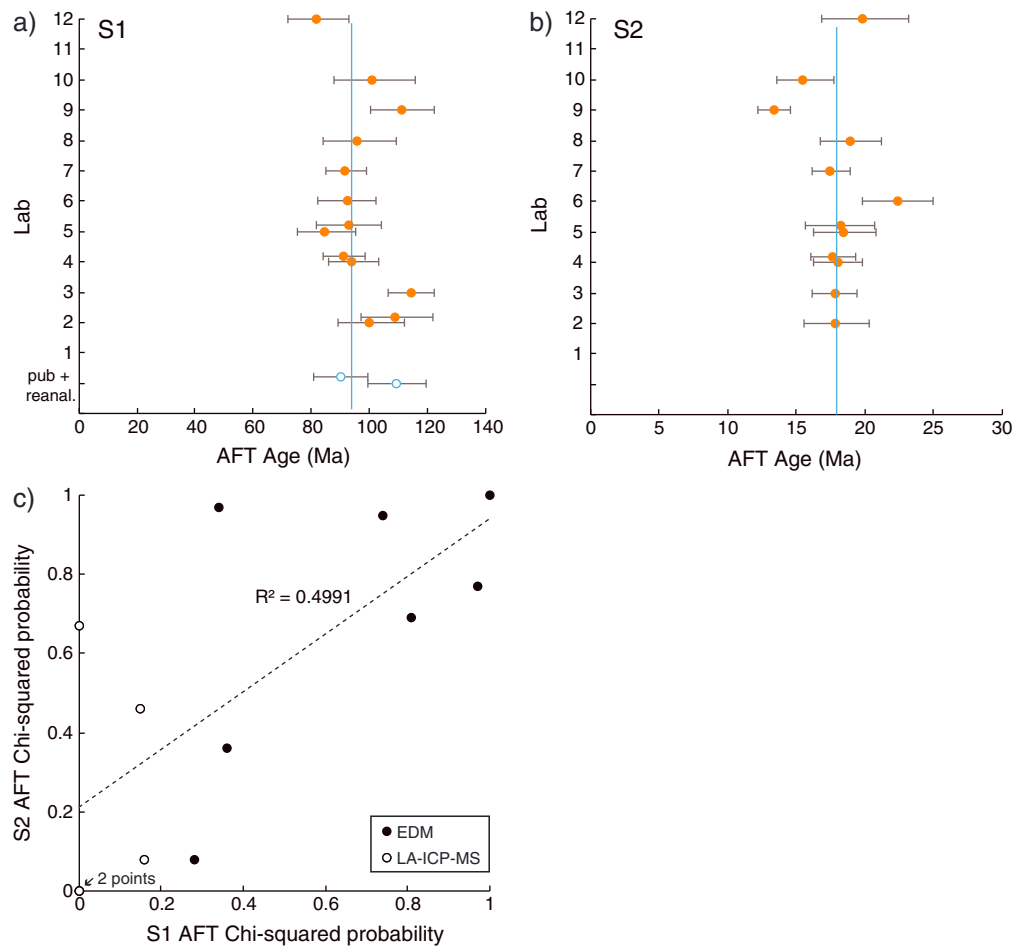 a)
S1
12
11
10
9
8
7
6
5
4
3
2
1
pub +
reanal.
Lab
0 20 40 60 80 100 120 140
AFT Age (Ma)
b)
S2
12
11
10
9
8
7
6
5
4
3
2
1
Lab
0 5 10 15 20 25 30
AFT Age (Ma)
c)
1
0.8
0.6
0.4
0.2
0
S2 AFT Chi-squared probability
R² = 0.4991
EDM
LA-ICP-MS
2 points
0 0.2 0.4 0.6 0.8 1
S1 AFT Chi-squared probability